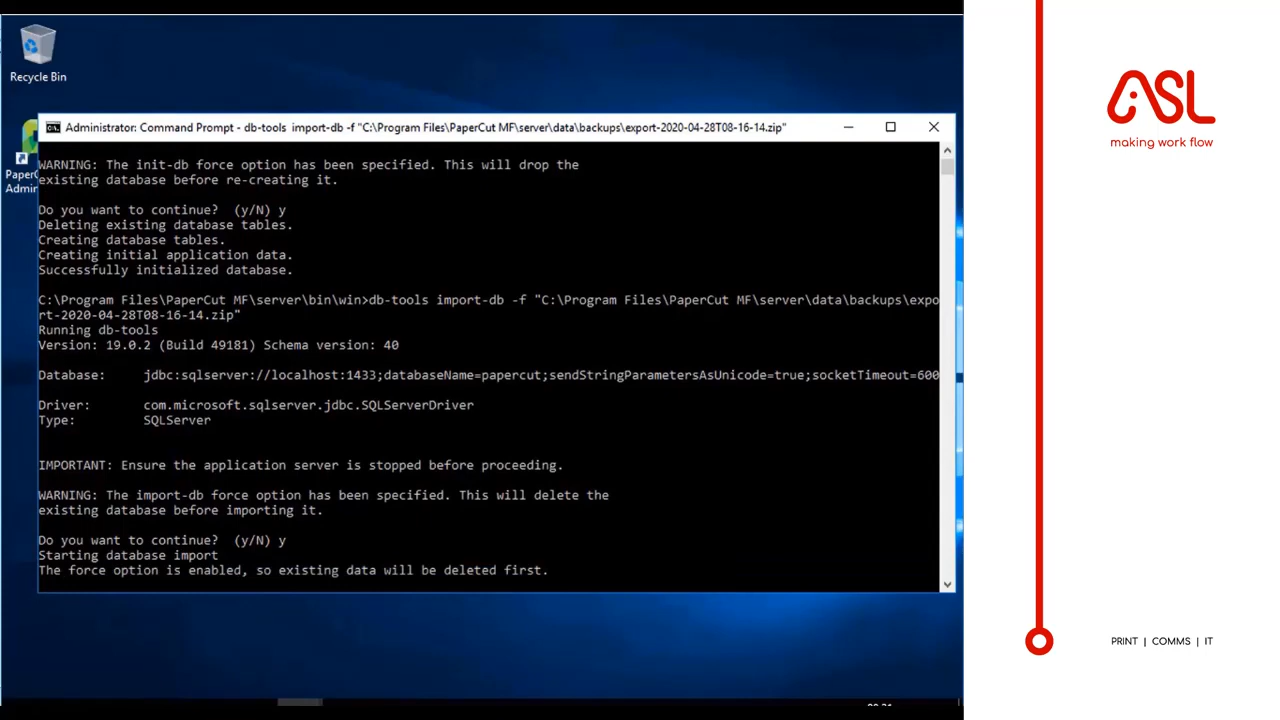 Recycle Bin
Administrator: Command Prompt - db-tools import-db -f "C:\Program Files\PaperCut MF\server\data\backups\export-2020-04-28T08-16-14.zip"
PaperC
Admin
WARNING: The init-db force option has been specified. This will drop the
existing database before re-creating it.
Do you want to continue? (y/N) y
Deleting existing database tables.
Creating database tables.
Creating initial application data.
Successfully initialized database.
C:\Program Files\PaperCut MF\server\bin\win>db-tools import-db -f "C:\Program Files\PaperCut MF\server\data\backups\expo
rt-2020-04-28T08-16-14.zip"
Running db-tools
Version: 19.0.2 (Build 49181) Schema version: 40
Database: jdbc:sqlserver://localhost:1433;databaseName=papercut;sendStringParametersAsUnicode=true;socketTimeout=600
Driver: com.microsoft.sqlserver.jdbc.SQLServerDriver
Type: SQLServer
IMPORTANT: Ensure the application server is stopped before proceeding.
WARNING: The import-db force option has been specified. This will delete the
existing database before importing it.
Do you want to continue? (y/N) y
Starting database import
The force option is enabled, so existing data will be deleted first.
ASL
making work flow
PRINT | COMMS | IT